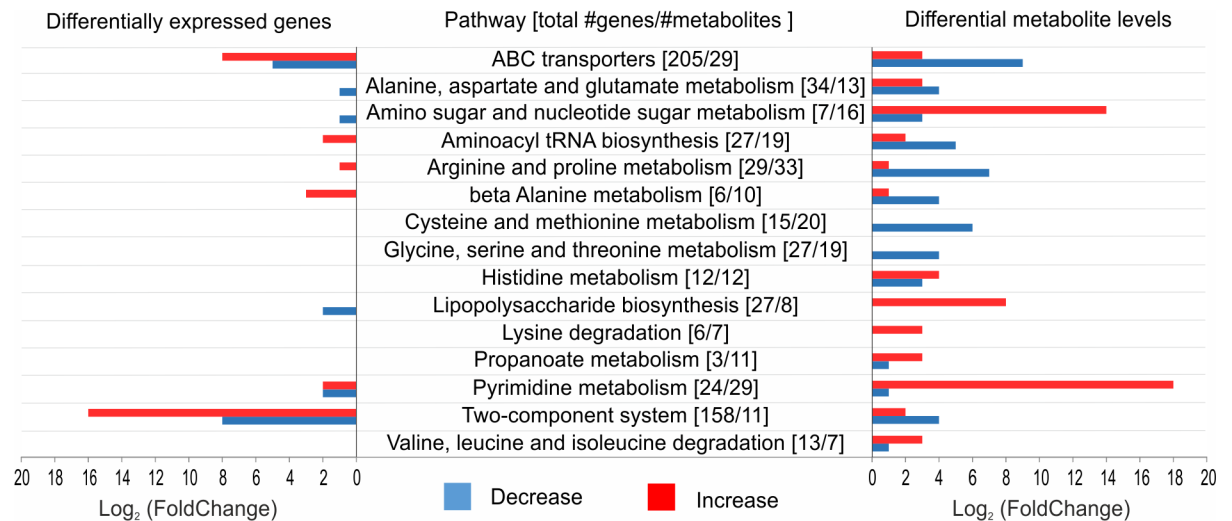 Differentially expressed genes
Pathway [total #genes/#metabolites ]
Differential metabolite levels
ABC transporters [205/29]
Alanine, aspartate and glutamate metabolism [34/13]
Amino sugar and nucleotide sugar metabolism [7/16]
Aminoacyl tRNA biosynthesis [27/19]
Arginine and proline metabolism [29/33]
beta Alanine metabolism [6/10]
Cysteine and methionine metabolism [15/20]
Glycine, serine and threonine metabolism [27/19]
Histidine metabolism [12/12]
Lipopolysaccharide biosynthesis [27/8]
Lysine degradation [6/7]
Propanoate metabolism [3/11]
Pyrimidine metabolism [24/29]
Two-component system [158/11]
Valine, leucine and isoleucine degradation [13/7]
20 18 16 14 12 10 8 6 4 2 0
0 2 4 6 8 10 12 14 16 18 20
Log₂ (FoldChange)
Decrease
Increase
Log₂ (FoldChange)